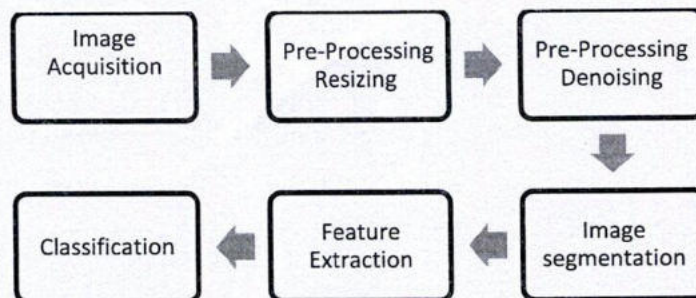 Image
Acquisition
Pre-Processing
Resizing
Pre-Processing
Denoising
Image
segmentation
Feature
Extraction
Classification